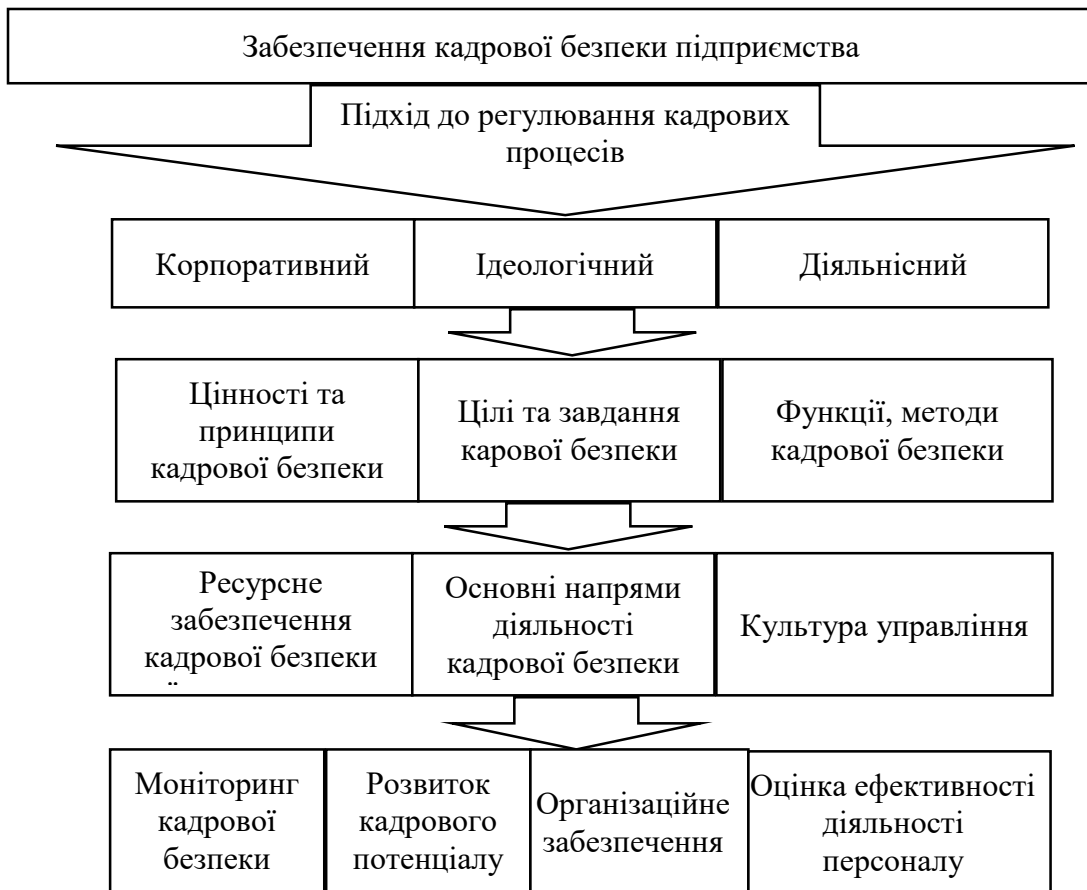 Забезпечення кадрової безпеки підприємства
Підхід до регулювання кадрових
процесів
Корпоративний
Ідеологічний
Діяльнісний
Цінності та
принципи
кадрової безпеки
Цілі та завдання
карової безпеки
Функції, методи
кадрової безпеки
Ресурсне
забезпечення
кадрової безпеки
Основні напрями
діяльності
кадрової безпеки
Культура управління
Моніторинг
кадрової
безпеки
Розвиток
кадрового
потенціалу
Організаційне
забезпечення
Оцінка ефективності
діяльності
персоналу